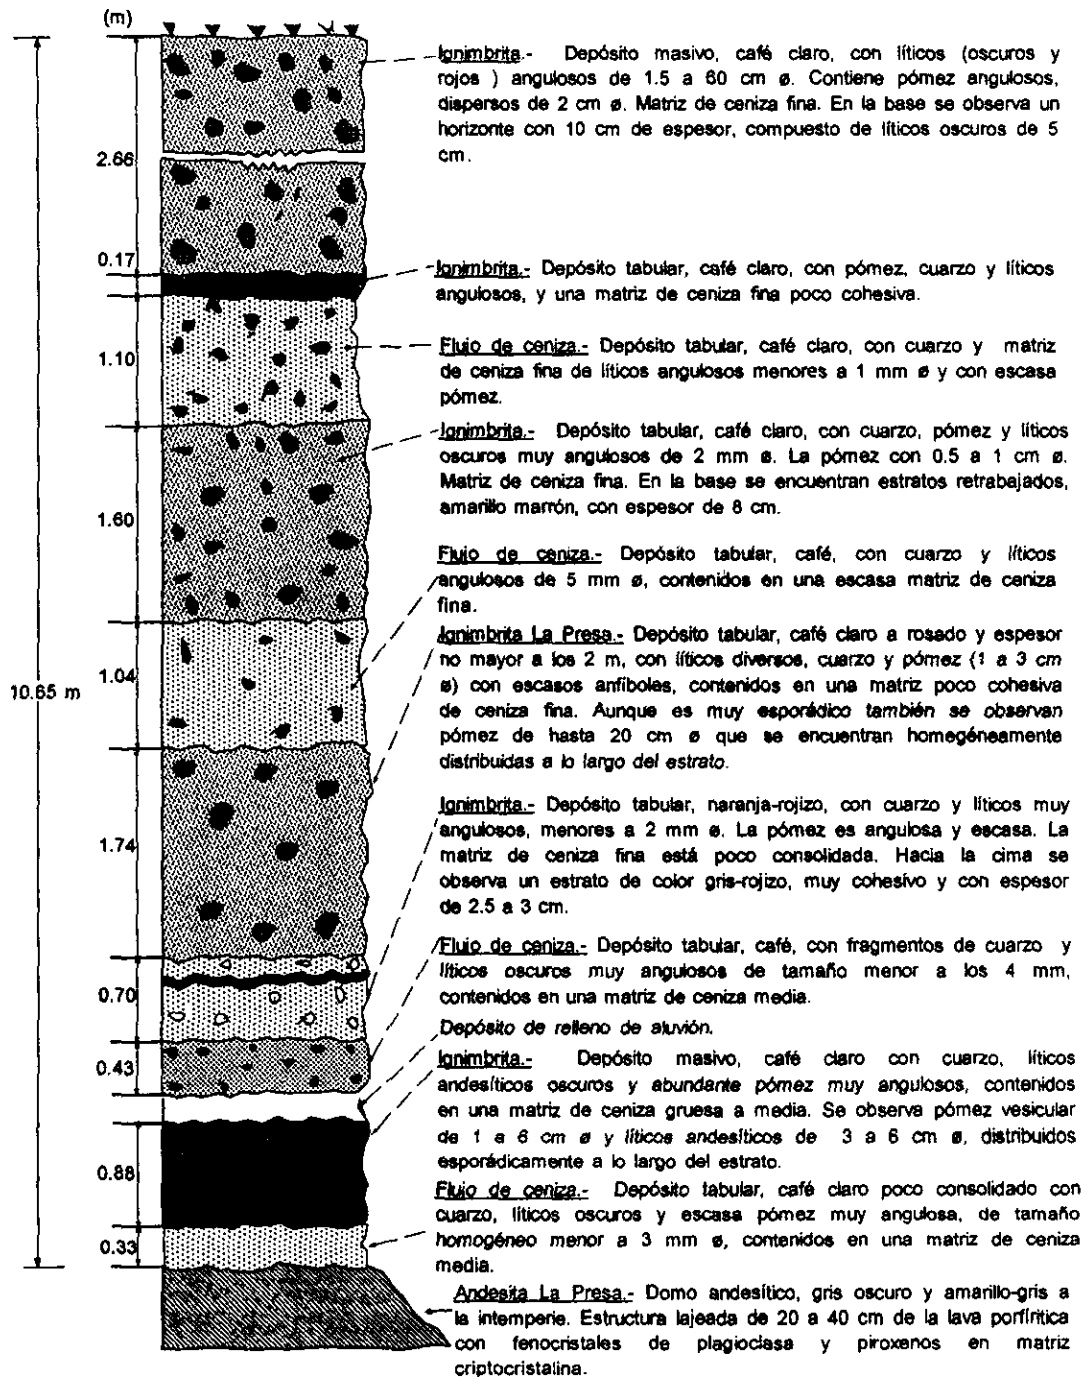 (m)
Ignimbrita.- Depósito masivo, café claro, con líticos (oscuros y
rojos ) angulosos de 1.5 a 60 cm ø. Contiene pómez angulosos,
dispersos de 2 cm ø. Matriz de ceniza fina. En la base se observa un
horizonte con 10 cm de espesor, compuesto de líticos oscuros de 5
cm.
2.66
0.17
Ignimbrita.- Depósito tabular, café claro, con pómez, cuarzo y líticos
angulosos, y una matriz de ceniza fina poco cohesiva.
1.10
Flujo de ceniza.- Depósito tabular, café claro, con cuarzo y matriz
de ceniza fina de líticos angulosos menores a 1 mm ø y con escasa
pómez.
Ignimbrita.- Depósito tabular, café claro, con cuarzo, pómez y líticos
oscuros muy angulosos de 2 mm ø. La pómez con 0.5 a 1 cm ø.
Matriz de ceniza fina. En la base se encuentran estratos retrabajados,
amarillo marrón, con espesor de 8 cm.
1.60
Flujo de ceniza.- Depósito tabular, café, con cuarzo y líticos
angulosos de 5 mm ø, contenidos en una escasa matriz de ceniza
fina.
1.04
10.65 m
Ignimbrita La Presa.- Depósito tabular, café claro a rosado y espesor
no mayor a los 2 m, con líticos diversos, cuarzo y pómez (1 a 3 cm
ø) con escasos anfíboles, contenidos en una matriz poco cohesiva
de ceniza fina. Aunque es muy esporádico también se observan
pómez de hasta 20 cm ø que se encuentran homegéneamente
distribuidas a lo largo del estrato.
1.74
Ignimbrita.- Depósito tabular, naranja-rojizo, con cuarzo y líticos muy
angulosos, menores a 2 mm ø. La pómez es angulosa y escasa. La
matriz de ceniza fina está poco consolidada. Hacia la cima se
observa un estrato de color gris-rojizo, muy cohesivo y con espesor
de 2.5 a 3 cm.
0.70
Flujo de ceniza.- Depósito tabular, café, con fragmentos de cuarzo y
líticos oscuros muy angulosos de tamaño menor a los 4 mm,
contenidos en una matriz de ceniza media.
0.43
Depósito de relleno de aluvión.
Ignimbrita.- Depósito masivo, café claro con cuarzo, líticos
andesíticos oscuros y abundante pómez muy angulosos, contenidos
en una matriz de ceniza gruesa a media. Se observa pómez vesicular
de 1 a 6 cm ø y líticos andesíticos de 3 a 6 cm ø, distribuidos
esporádicamente a lo largo del estrato.
0.88
Flujo de ceniza.- Depósito tabular, café claro poco consolidado con
cuarzo, líticos oscuros y escasa pómez muy angulosa, de tamaño
homogéneo menor a 3 mm ø, contenidos en una matriz de ceniza
media.
0.33
Andesita La Presa.- Domo andesítico, gris oscuro y amarillo-gris a
la intemperie. Estructura lajeada de 20 a 40 cm de la lava porfirítica
con fenocristales de plagioclasa y piroxenos en matriz
criptocristalina.